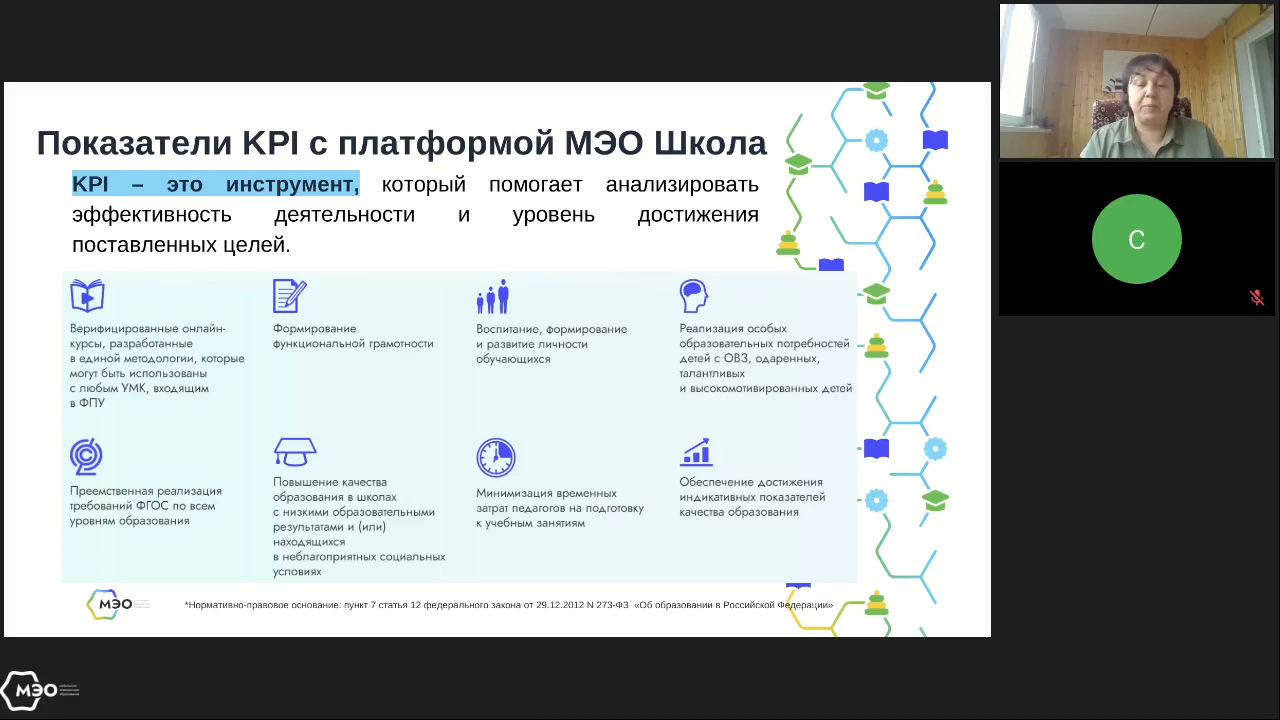 Показатели KPI с платформой МЭО Школа
KPI – это инструмент, который помогает анализировать
эффективность деятельности и уровень достижения
поставленных целей.
Верифицированные онлайн-
курсы, разработанные
в единой методологии, которые
могут быть использованы
с любым УМК, входящим
в ФПУ
Формирование
функциональной грамотности
Воспитание, формирование
и развитие личности
обучающихся
Реализация особых
образовательных потребностей
детей с ОВЗ, одаренных,
талантливых
и высокомотивированных детей
Преемственная реализация
требований ФГОС по всем
уровням образования
Повышение качества
образования в школах
с низкими образовательными
результатами и (или)
находящихся
в неблагоприятных социальных
условиях
Минимизация временных
затрат педагогов на подготовку
к учебным занятиям
Обеспечение достижения
индикативных показателей
качества образования
МЭО
*Нормативно-правовое основание: пункт 7 статья 12 федерального закона от 29.12.2012 N 273-ФЗ «Об образовании в Российской Федерации»
С
МЭО